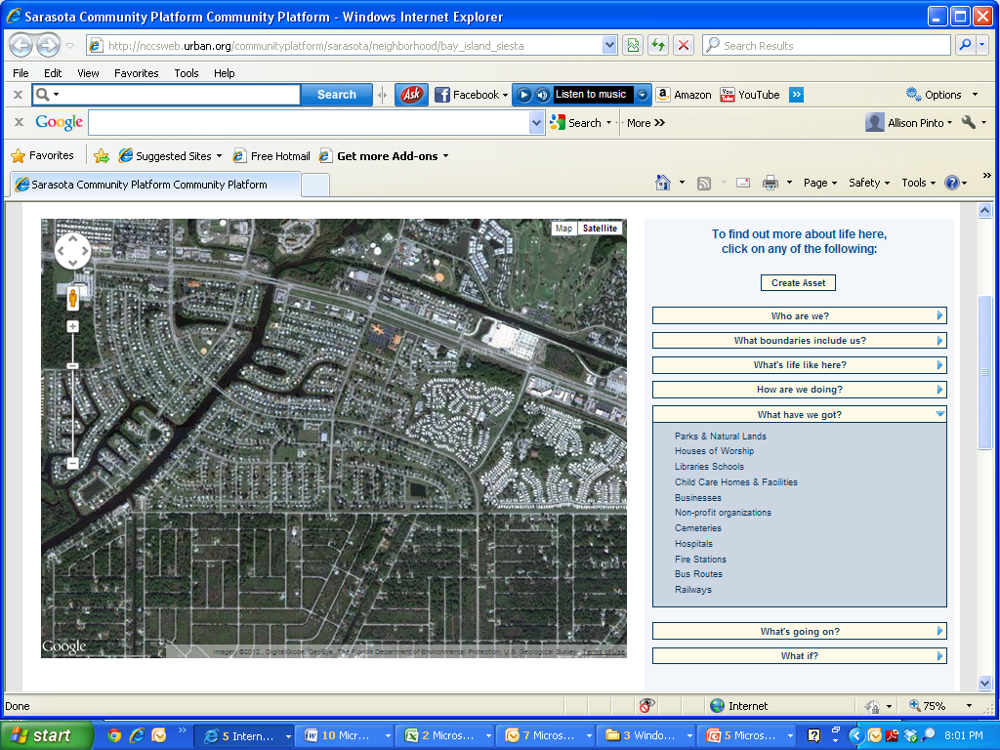 Sarasota Community Platform Community Platform - Windows Internet Explorer
http://nccsweb.urban.org/communityplatform/sarasota/neighborhood/bay_island_siesta
Search Results
File Edit View Favorites Tools Help
x Search Ask Facebook Listen to music Amazon You Tube YouTube » Options
x Google Search More » Allison Pinto
Favorites Suggested Sites Free Hotmail Get more Add-ons
Sarasota Community Platform Community Platform Page Safety Tools »
Map Satellite
To find out more about life here,
click on any of the following:
Create Asset
Who are we?
What boundaries include us?
What's life like here?
How are we doing?
What have we got?
Parks & Natural Lands
Houses of Worship
Libraries Schools
Child Care Homes & Facilities
Businesses
Non-profit organizations
Cemeteries
Hospitals
Fire Stations
Bus Routes
Railways
What's going on?
What if?
Google
Imagery ©2012 , DigitalGlobe, GeoEye, The Florida Department of Environmental Protection, U.S. Geological Survey - Terms of Use
Done Internet 75%
start » 5 Intern... 10 Micr... 2 Micros... 7 Micros... 3 Windo... 5 Micros... 8:01 PM